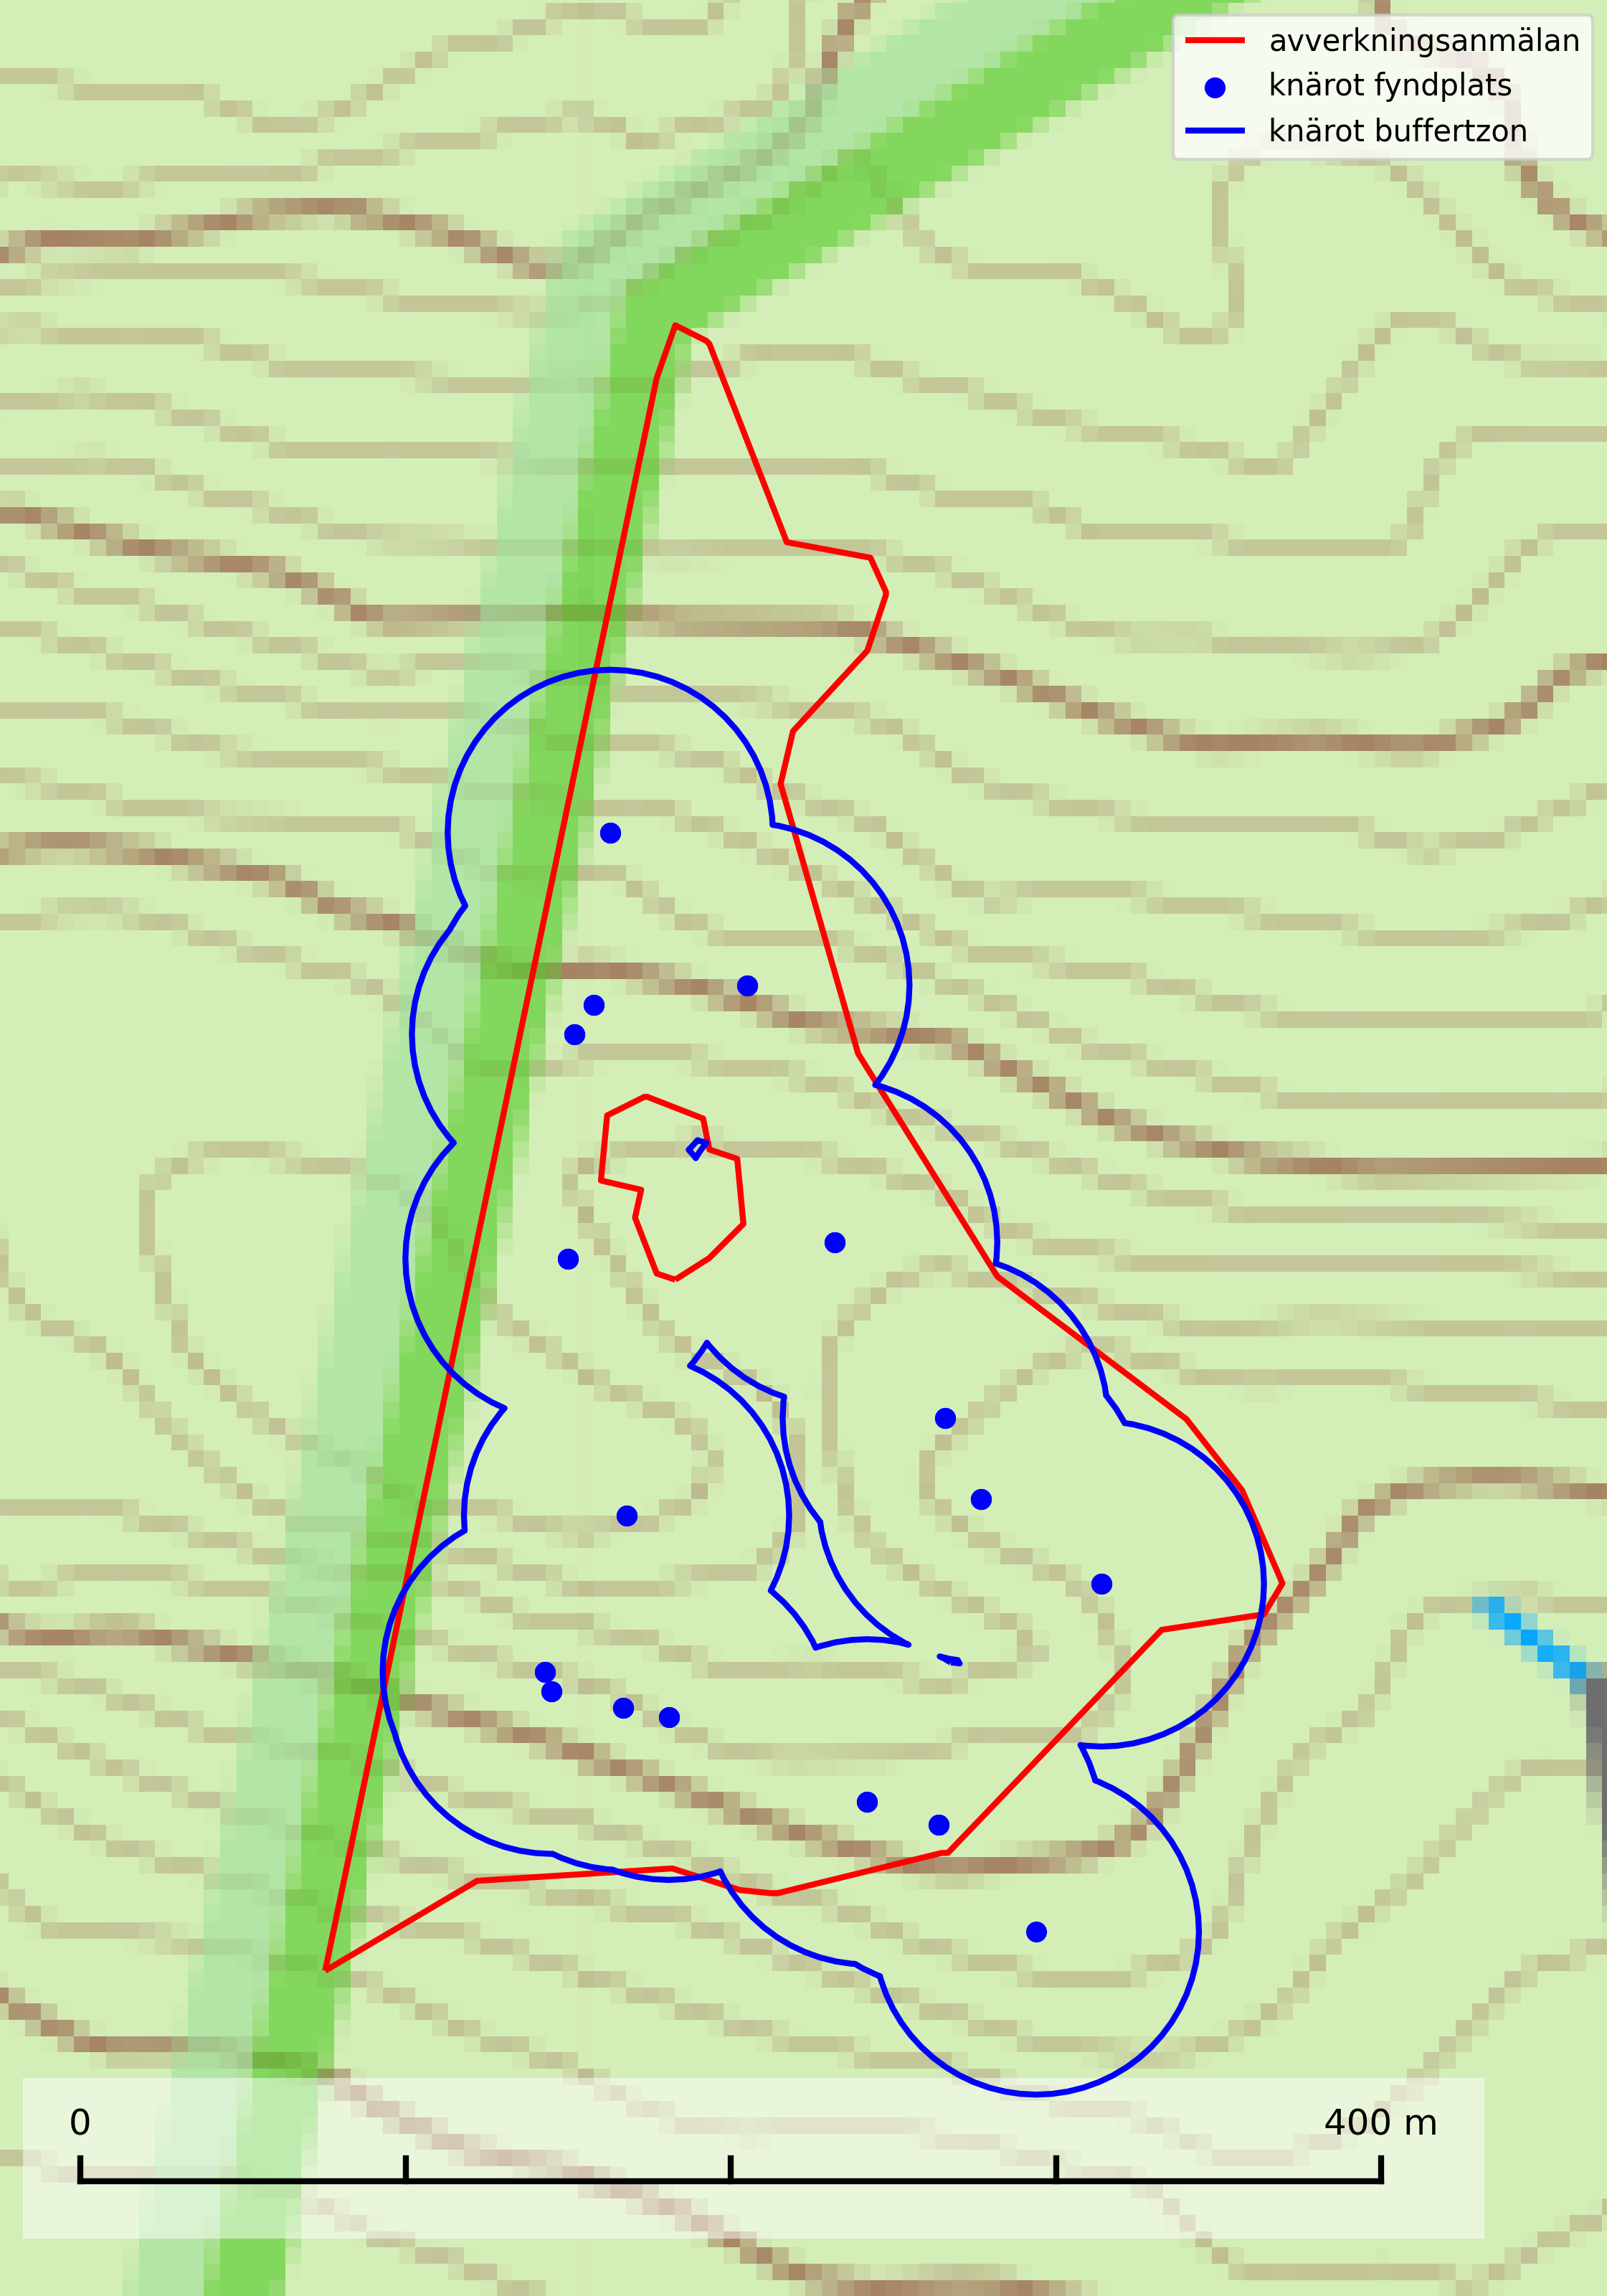 avverkningsanmälan
knärot fyndplats
knärot buffertzon
0 400 m